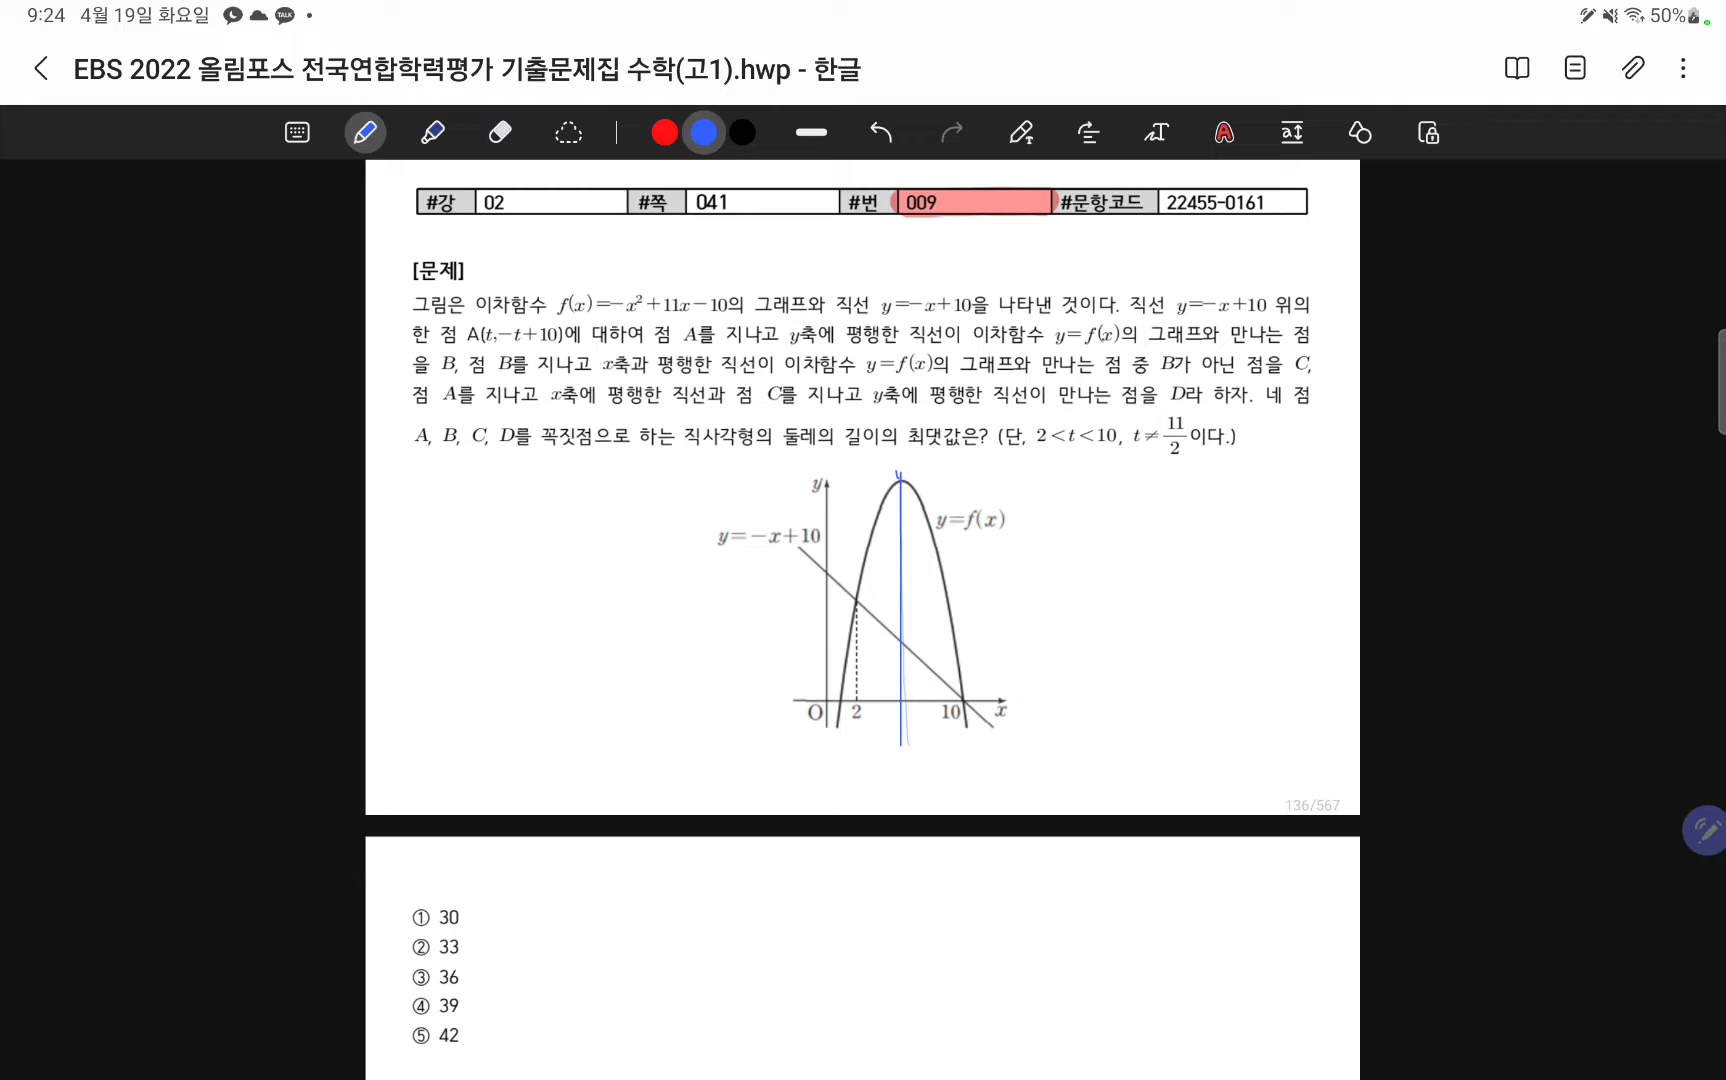 9:24 4월 19일 화요일 TALK
50%
EBS 2022 올림포스 전국연합학력평가 기출문제집 수학(고1).hwp - 한글
#강 02 #쪽 041 #번 009 #문항코드 22455-0161
[문제]
그림은 이차함수 f(x)=-x²+11x-10의 그래프와 직선 y=-x+10을 나타낸 것이다. 직선 y=-x+10 위의
한 점 A(t,-t+10)에 대하여 점 A를 지나고 y축에 평행한 직선이 이차함수 y=f(x)의 그래프와 만나는 점
을 B, 점 B를 지나고 x축과 평행한 직선이 이차함수 y=f(x)의 그래프와 만나는 점 중 B가 아닌 점을 C,
점 A를 지나고 x축에 평행한 직선과 점 C를 지나고 y축에 평행한 직선이 만나는 점을 D라 하자. 네 점
A, B, C, D를 꼭짓점으로 하는 직사각형의 둘레의 길이의 최댓값은? (단, 2<t<10, t≠11/2이다.)
y
y=f(x)
y=-x+10
O 2 10 x
136/567
① 30
② 33
③ 36
④ 39
⑤ 42